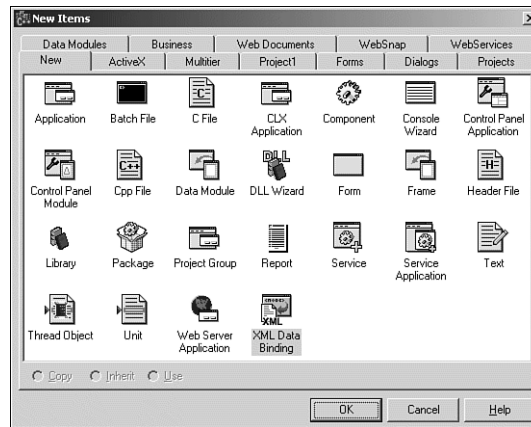 New Items
Data Modules Business Web Documents WebSnap WebServices
New ActiveX Multitier Project1 Forms Dialogs Projects
Application Batch File C File CLX Application Component Console Wizard Control Panel Application
Control Panel Module Cpp File Data Module DLL Wizard Form Frame Header File
Library Package Project Group Report Service Service Application Text
Thread Object Unit Web Server Application XML Data Binding
Copy Inherit Use
OK Cancel Help